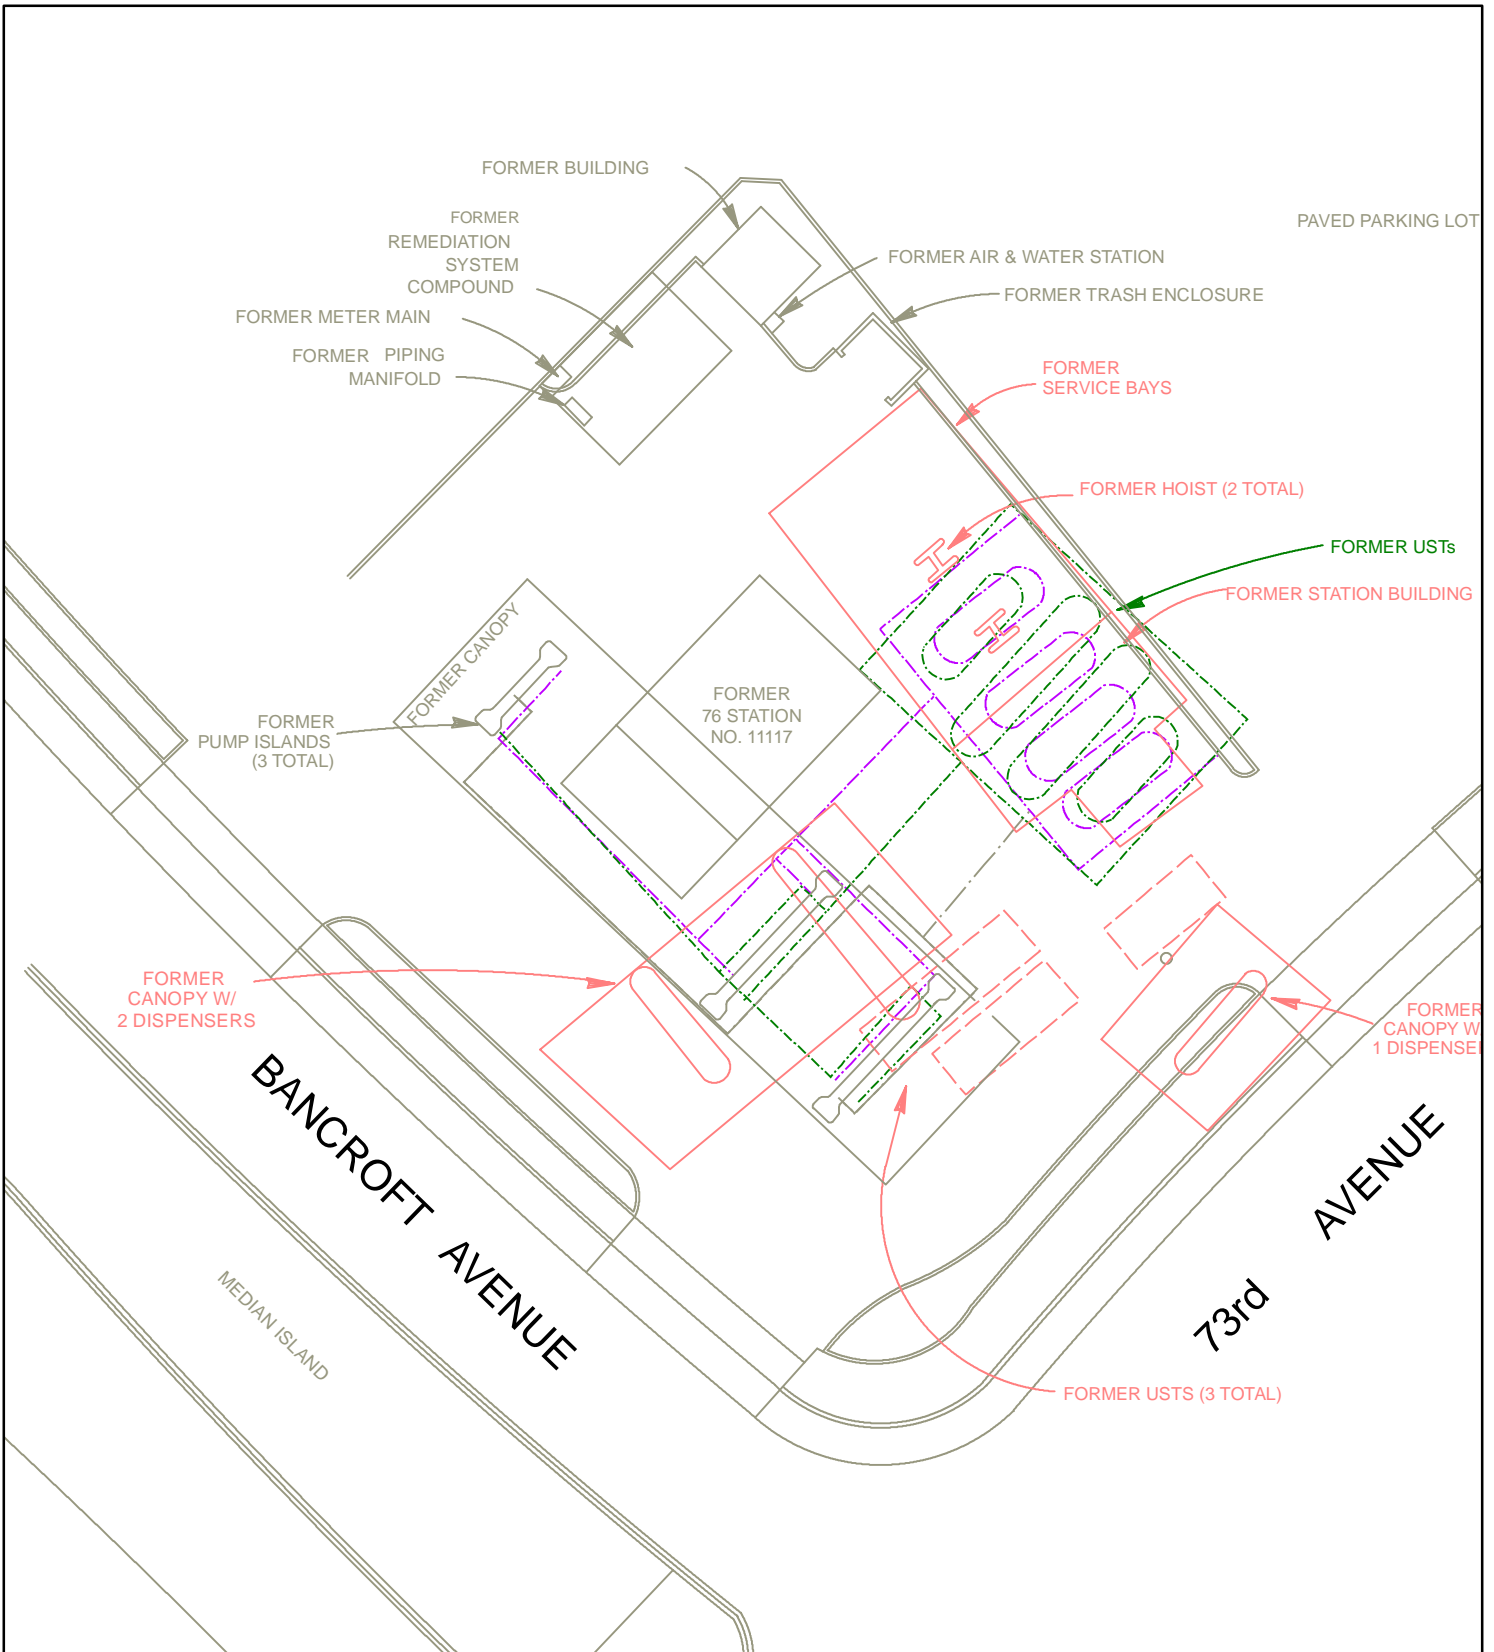 FORMER BUILDING
FORMER
REMEDIATION
SYSTEM
COMPOUND
PAVED PARKING LOT
FORMER AIR & WATER STATION
FORMER TRASH ENCLOSURE
FORMER METER MAIN
FORMER PIPING
MANIFOLD
FORMER
SERVICE BAYS
FORMER HOIST (2 TOTAL)
FORMER USTs
FORMER STATION BUILDING
FORMER CANOPY
FORMER
76 STATION
NO. 11117
FORMER
PUMP ISLANDS
(3 TOTAL)
FORMER
CANOPY W/
2 DISPENSERS
FORMER
CANOPY W
1 DISPENSE
BANCROFT AVENUE
73rd AVENUE
MEDIAN ISLAND
FORMER USTS (3 TOTAL)